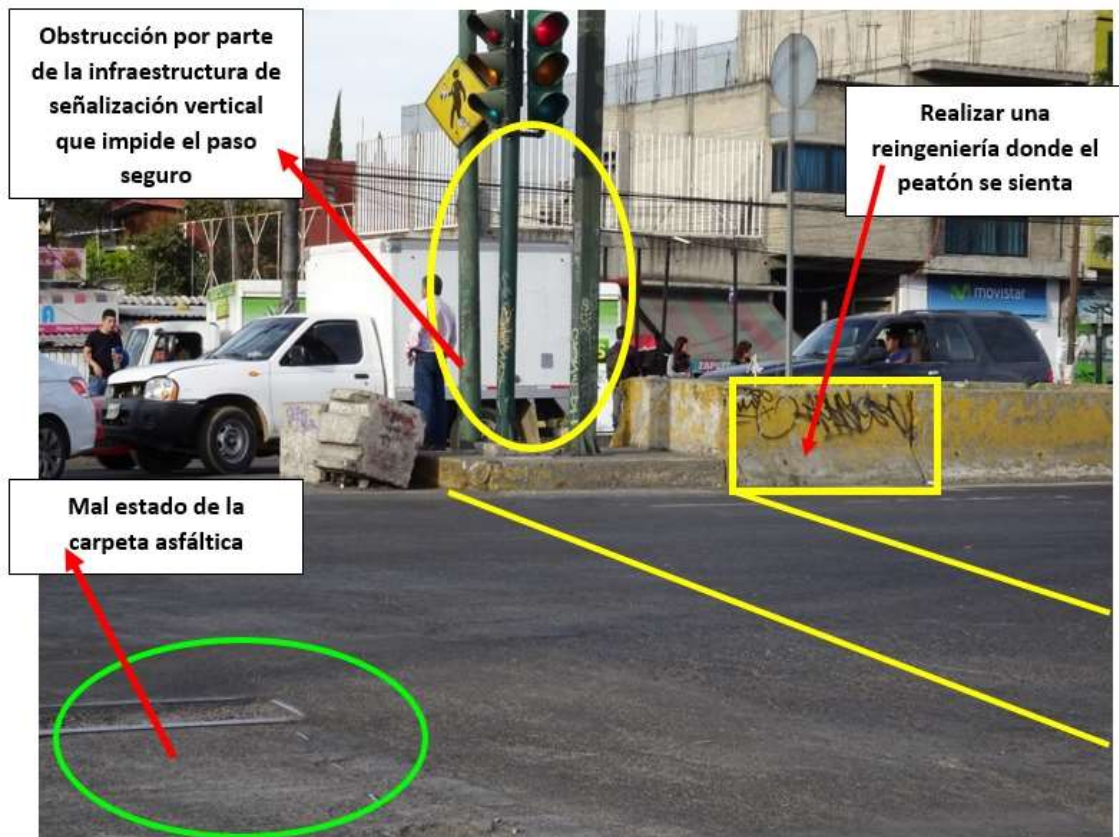 Obstrucción por parte
de la infraestructura de
señalización vertical
que impide el paso
seguro
Realizar una
reingeniería donde el
peatón se sienta
movistar
Mal estado de la
carpeta asfáltica